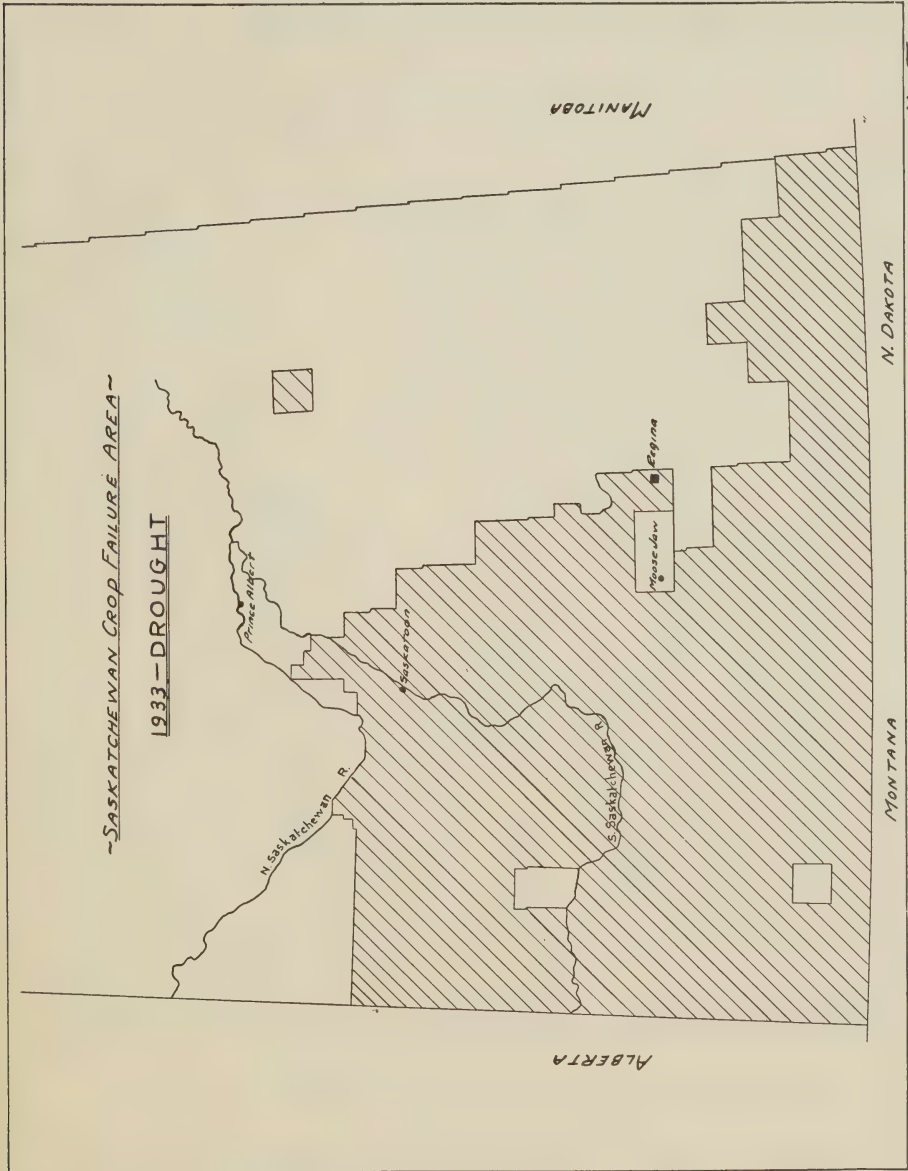 ~SASKATCHEWAN CROP FAILURE AREA~
1933—DROUGHT
MANITOBA
Prince Albert
N. Saskatchewan R.
Saskatoon
S. Saskatchewan R.
Moose Jaw
Regina
ALBERTA
MONTANA
N. DAKOTA